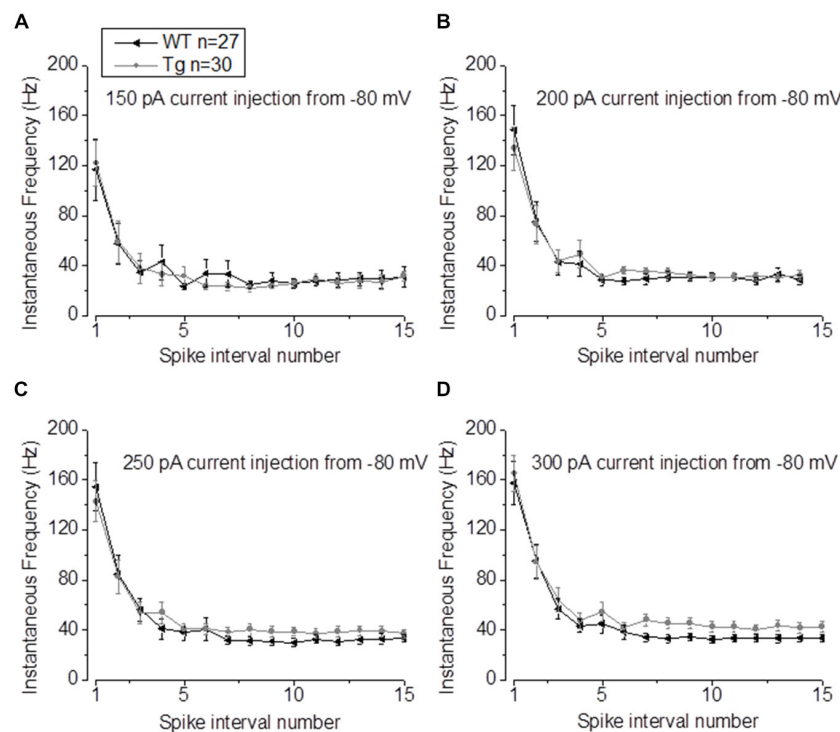 A
WT n=27
Tg n=30
150 pA current injection from -80 mV
Instantaneous Frequency (Hz)
200
160
120
80
40
0
1
5
10
15
Spike interval number
B
200 pA current injection from -80 mV
Instantaneous Frequency (Hz)
200
160
120
80
40
0
1
5
10
15
Spike interval number
C
250 pA current injection from -80 mV
Instantaneous Frequency (Hz)
200
160
120
80
40
0
1
5
10
15
Spike interval number
D
300 pA current injection from -80 mV
Instantaneous Frequency (Hz)
200
160
120
80
40
0
1
5
10
15
Spike interval number